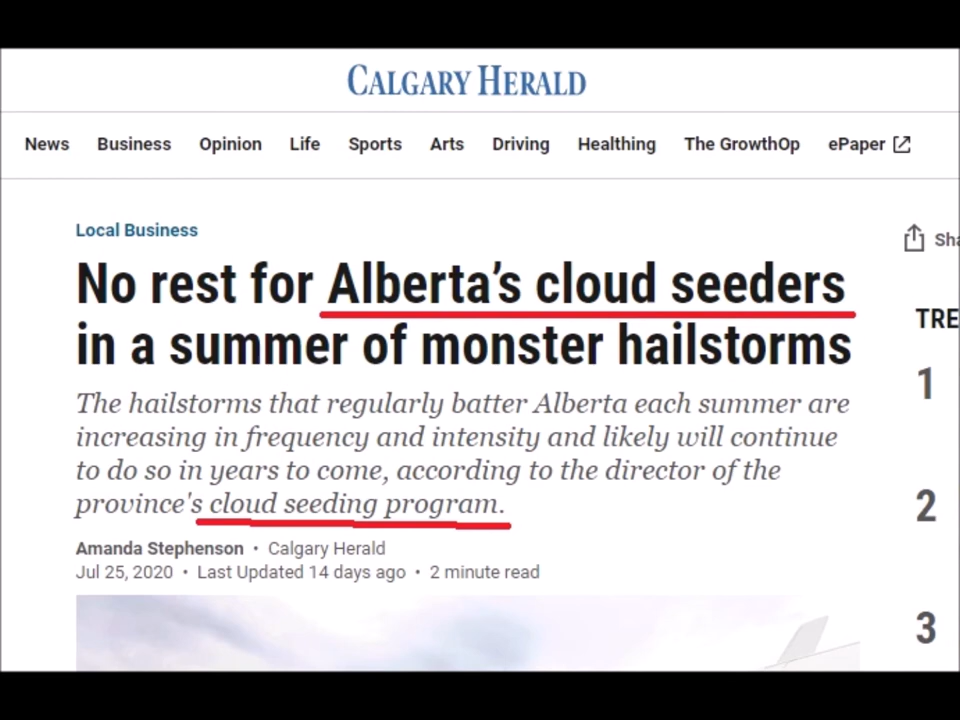 CALGARY HERALD
News Business Opinion Life Sports Arts Driving Healthing The GrowthOp ePaper
Local Business
No rest for Alberta's cloud seeders
in a summer of monster hailstorms
The hailstorms that regularly batter Alberta each summer are
increasing in frequency and intensity and likely will continue
to do so in years to come, according to the director of the
province's cloud seeding program.
Amanda Stephenson • Calgary Herald
Jul 25, 2020 • Last Updated 14 days ago • 2 minute read
Sha
TRE
1
2
3